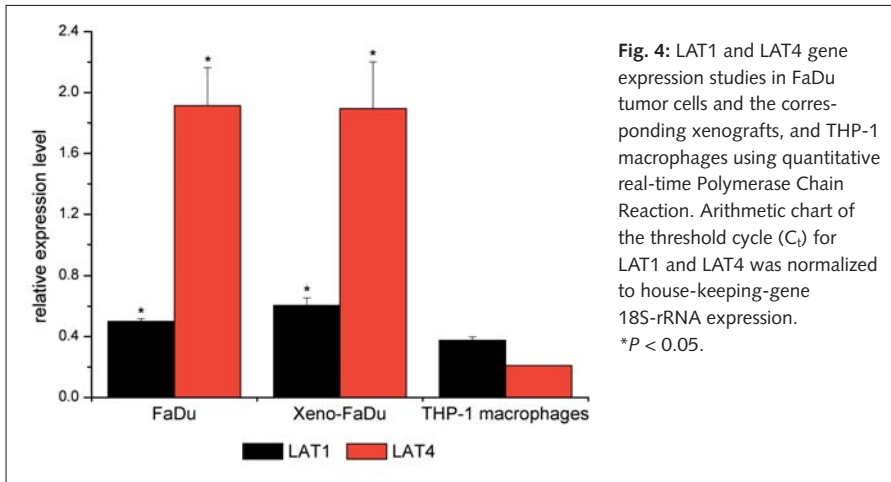 2.4
2.0
1.6
1.2
0.8
0.4
0.0
relative expression level
*
*
*
*
FaDu
Xeno-FaDu
THP-1 macrophages
LAT1
LAT4
Fig. 4: LAT1 and LAT4 gene
expression studies in FaDu
tumor cells and the corres-
ponding xenografts, and THP-1
macrophages using quantitative
real-time Polymerase Chain
Reaction. Arithmetic chart of
the threshold cycle (Ct) for
LAT1 and LAT4 was normalized
to house-keeping-gene
18S-rRNA expression.
*P < 0.05.